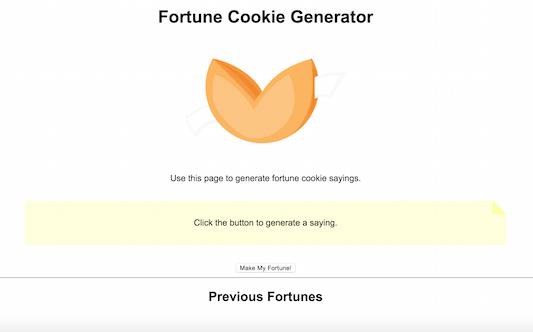 Fortune Cookie Generator
Use this page to generate fortune cookie sayings.
Click the button to generate a saying.
Make My Fortune!
Previous Fortunes